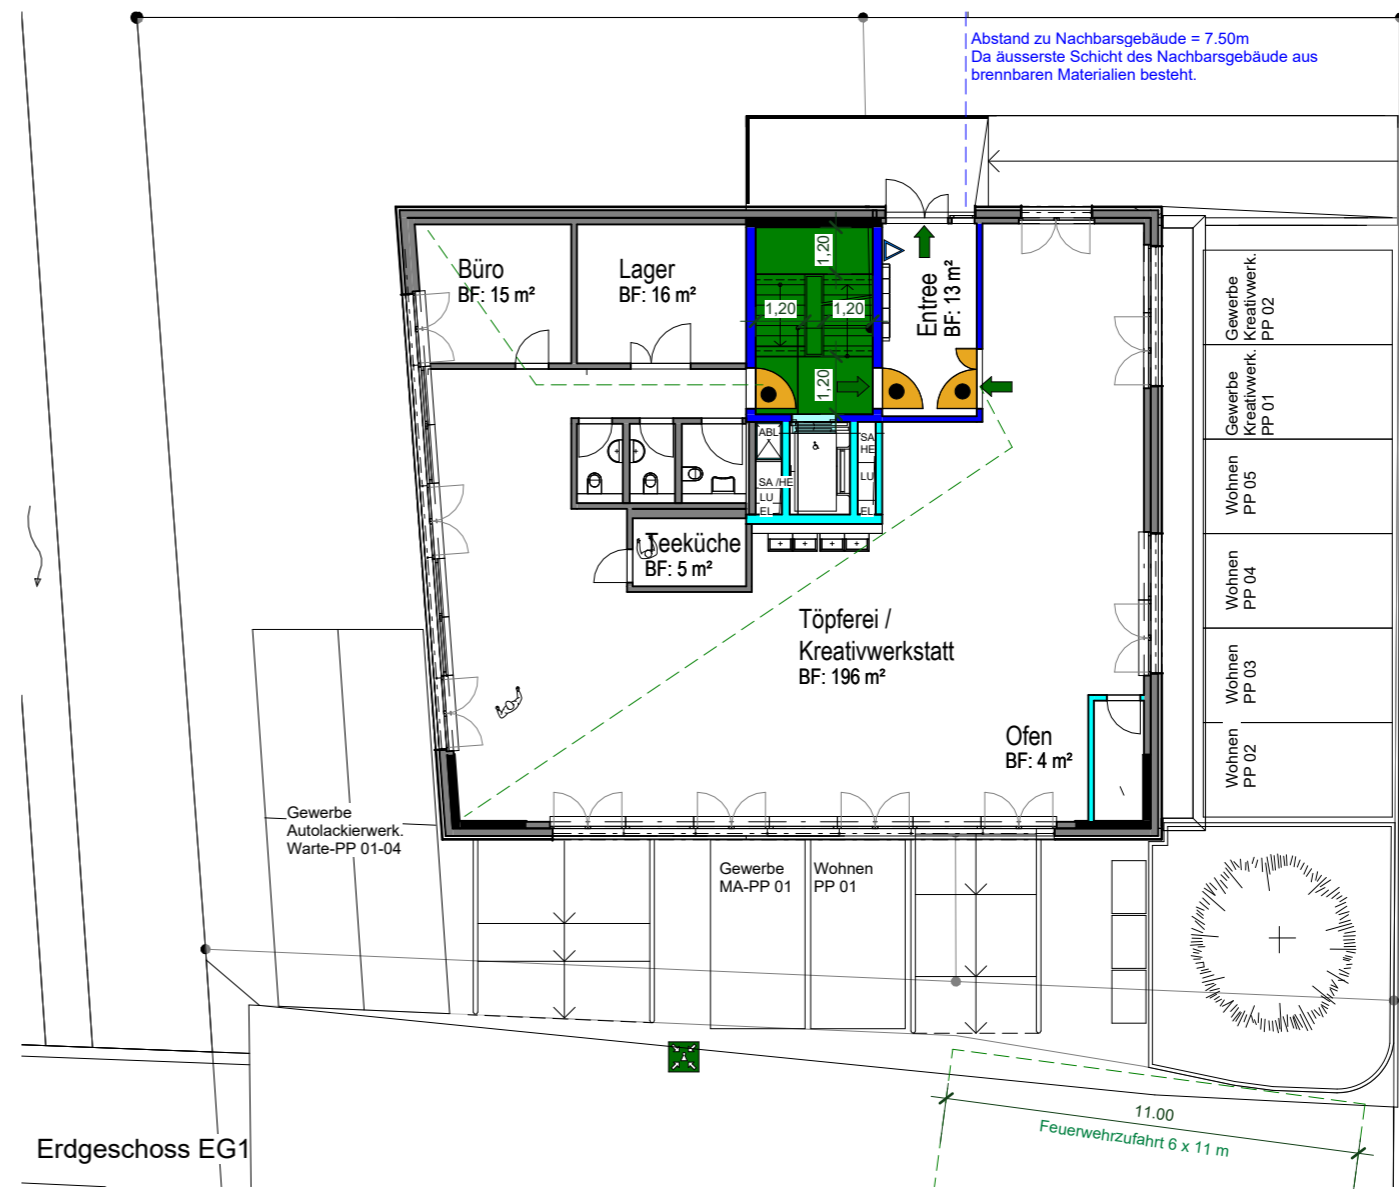 Abstand zu Nachbarsgebäude = 7.50m
Da äusserste Schicht des Nachbarsgebäude aus
brennbaren Materialien besteht.
Büro
BF: 15 m²
Lager
BF: 16 m²
1,20
1,20
1,20
1,20
Entree
BF: 13 m²
ABL
SA /HE
LU
EL
SA
HE
LU
EL
Teeküche
BF: 5 m²
Töpferei /
Kreativwerkstatt
BF: 196 m²
Ofen
BF: 4 m²
Gewerbe
Kreativwerk.
PP 02
Gewerbe
Kreativwerk.
PP 01
Wohnen
PP 05
Wohnen
PP 04
Wohnen
PP 03
Wohnen
PP 02
Gewerbe
Autolackierwerk.
Warte-PP 01-04
Gewerbe
MA-PP 01
Wohnen
PP 01
11.00
Feuerwehrzufahrt 6 x 11 m
Erdgeschoss EG1